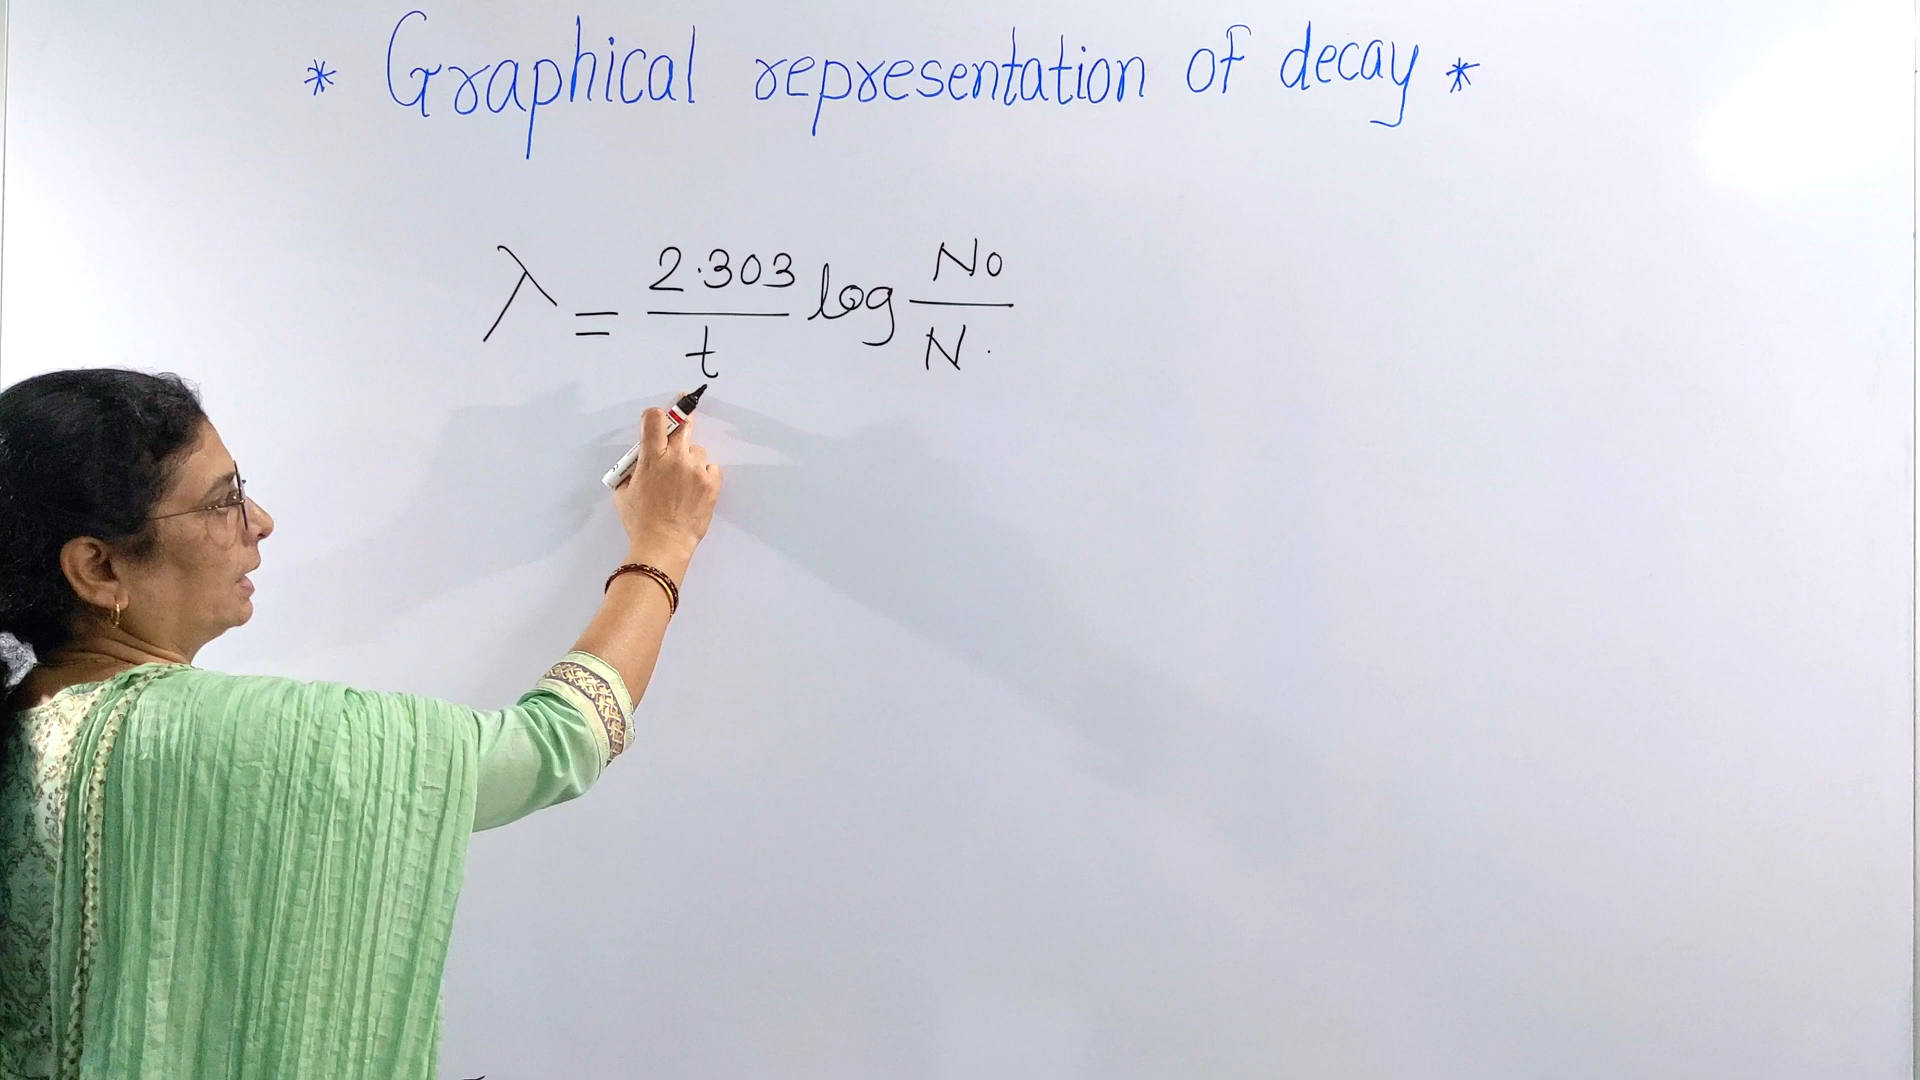 * Graphical representation of decay *
λ = 2.303/t log No/N.